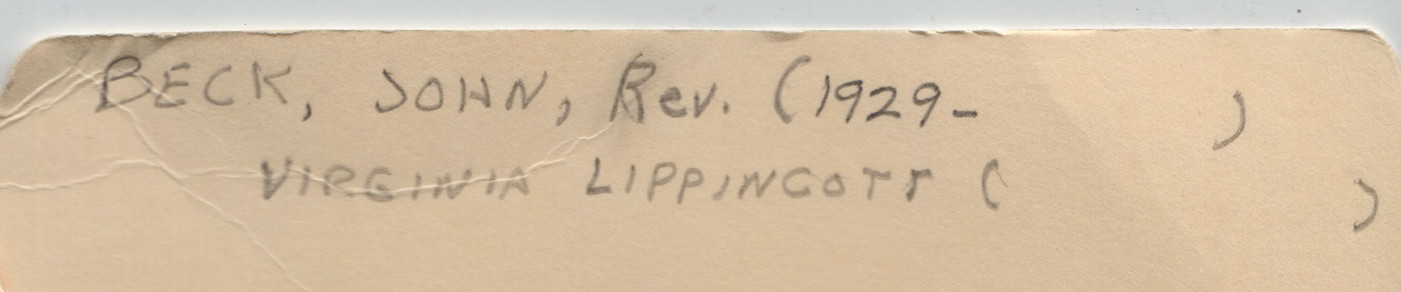 BECK, JOHN, Rev. (1929- )
VIRGINIA LIPPINCOTT ( )